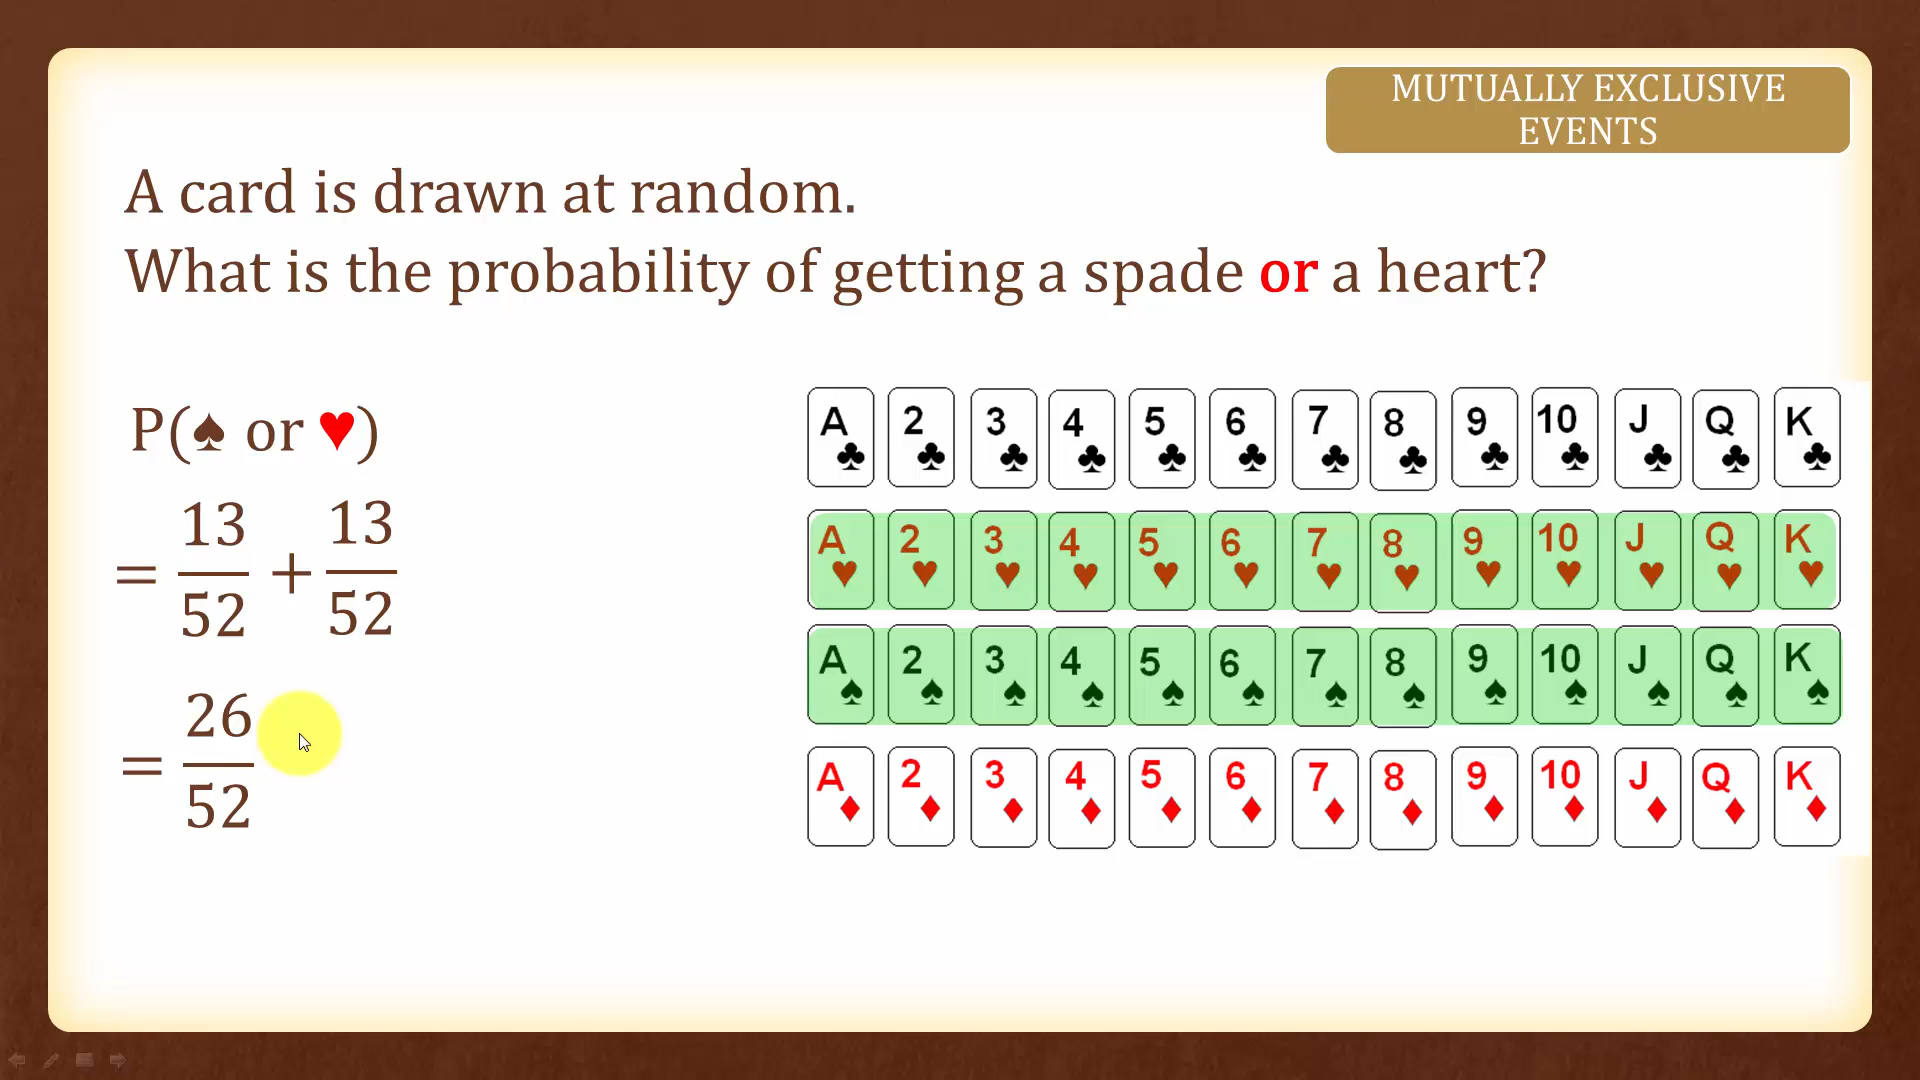 MUTUALLY EXCLUSIVE
EVENTS
A card is drawn at random.
What is the probability of getting a spade or a heart?
P(♠ or ♥)
= 13/52 + 13/52
= 26/52
A♣ 2♣ 3♣ 4♣ 5♣ 6♣ 7♣ 8♣ 9♣ 10♣ J♣ Q♣ K♣
A♥ 2♥ 3♥ 4♥ 5♥ 6♥ 7♥ 8♥ 9♥ 10♥ J♥ Q♥ K♥
A♠ 2♠ 3♠ 4♠ 5♠ 6♠ 7♠ 8♠ 9♠ 10♠ J♠ Q♠ K♠
A♦ 2♦ 3♦ 4♦ 5♦ 6♦ 7♦ 8♦ 9♦ 10♦ J♦ Q♦ K♦